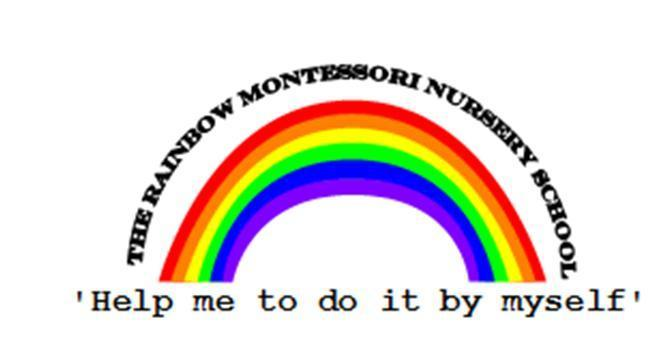 THE RAINBOW MONTESSORI NURSERY SCHOOL
'Help me to do it by myself'